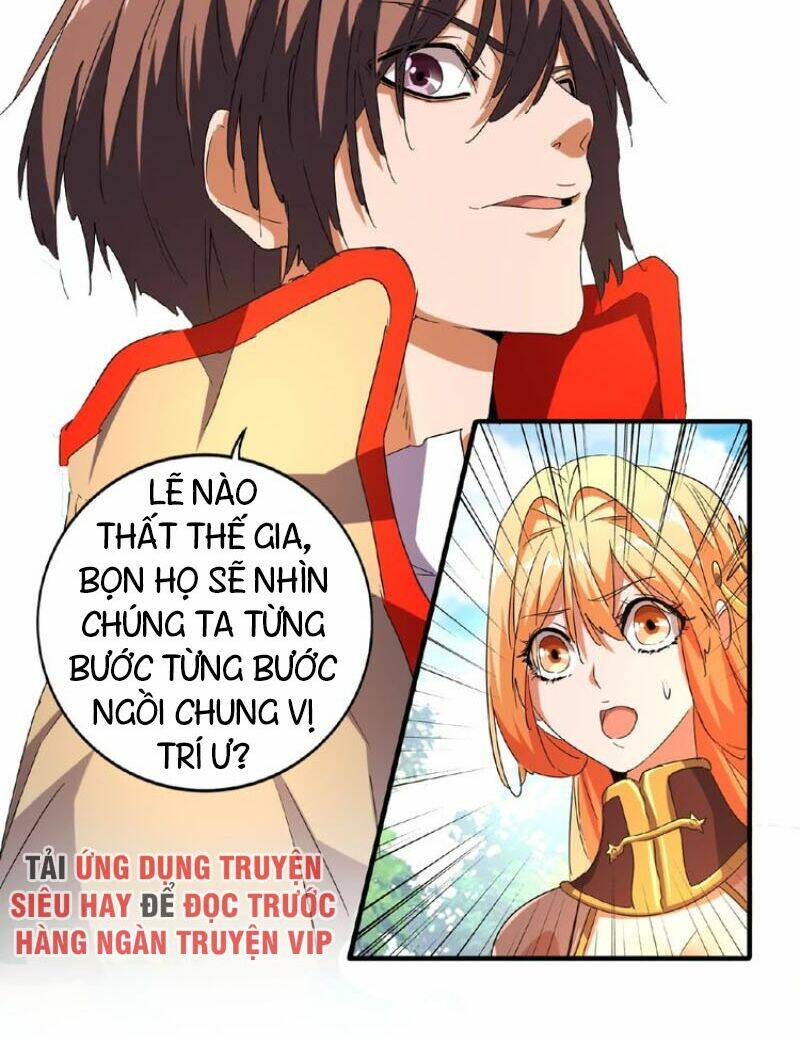 LẼ NÀO
THẤT THẾ GIA,
BỌN HỌ SẼ NHÌN
CHÚNG TA TỪNG
BƯỚC TỪNG BƯỚC
NGỒI CHUNG VỊ
TRÍ Ư?
TẢI ỨNG DỤNG TRUYỆN
SIÊU HAY ĐỂ ĐỌC TRƯỚC
HÀNG NGÀN TRUYỆN VIP